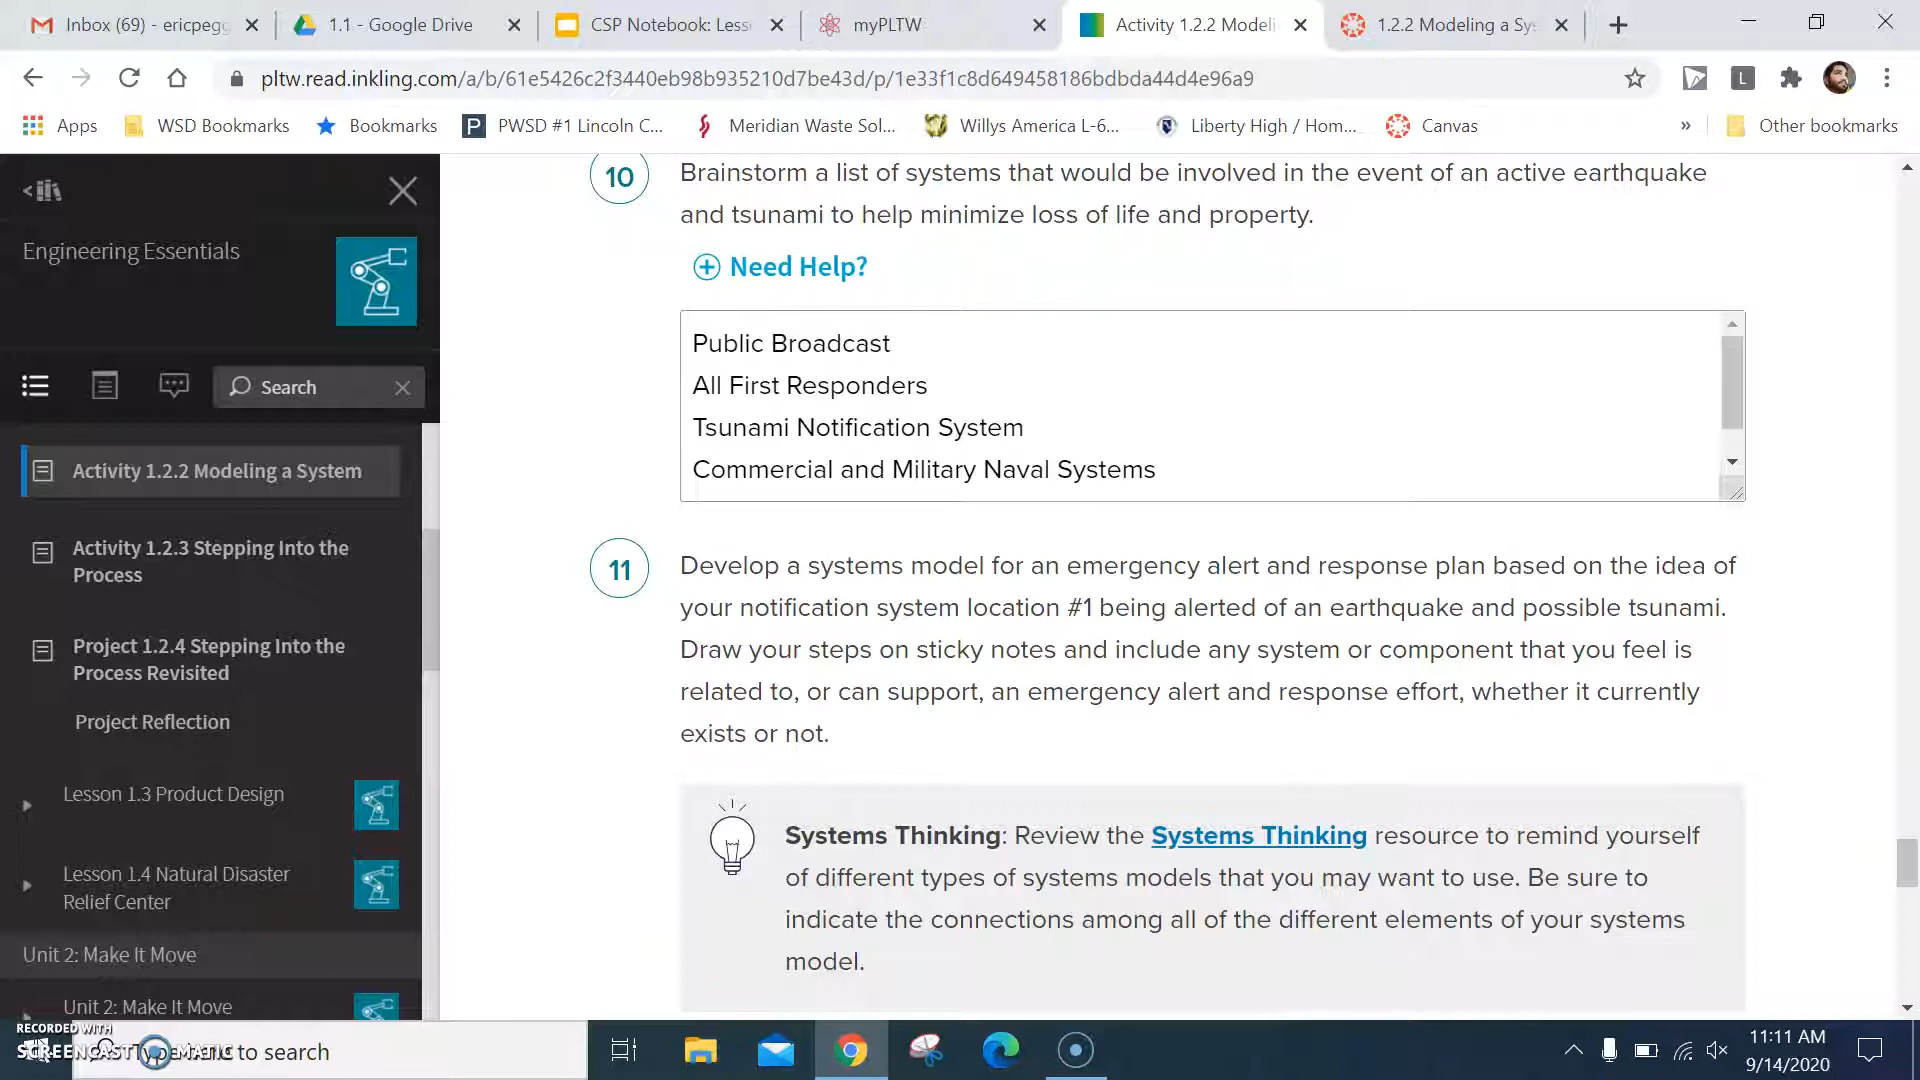 Inbox (69) - ericpegg
1.1 - Google Drive
CSP Notebook: Less
myPLTW
Activity 1.2.2 Modeli
1.2.2 Modeling a Sys
pltw.read.inkling.com/a/b/61e5426c2f3440eb98b935210d7be43d/p/1e33f1c8d649458186bdbda44d4e96a9
L
Apps
WSD Bookmarks
Bookmarks
P PWSD #1 Lincoln C...
Meridian Waste Sol...
Willys America L-6...
Liberty High / Hom...
Canvas
»
Other bookmarks
Engineering Essentials
Search
Activity 1.2.2 Modeling a System
Activity 1.2.3 Stepping Into the
Process
Project 1.2.4 Stepping Into the
Process Revisited
Project Reflection
Lesson 1.3 Product Design
Lesson 1.4 Natural Disaster
Relief Center
Unit 2: Make It Move
Unit 2: Make It Move
10
Brainstorm a list of systems that would be involved in the event of an active earthquake
and tsunami to help minimize loss of life and property.
Need Help?
Public Broadcast
All First Responders
Tsunami Notification System
Commercial and Military Naval Systems
11
Develop a systems model for an emergency alert and response plan based on the idea of
your notification system location #1 being alerted of an earthquake and possible tsunami.
Draw your steps on sticky notes and include any system or component that you feel is
related to, or can support, an emergency alert and response effort, whether it currently
exists or not.
Systems Thinking: Review the Systems Thinking resource to remind yourself
of different types of systems models that you may want to use. Be sure to
indicate the connections among all of the different elements of your systems
model.
RECORDED WITH
SCREENCAST MATIC
Type here to search
11:11 AM
9/14/2020